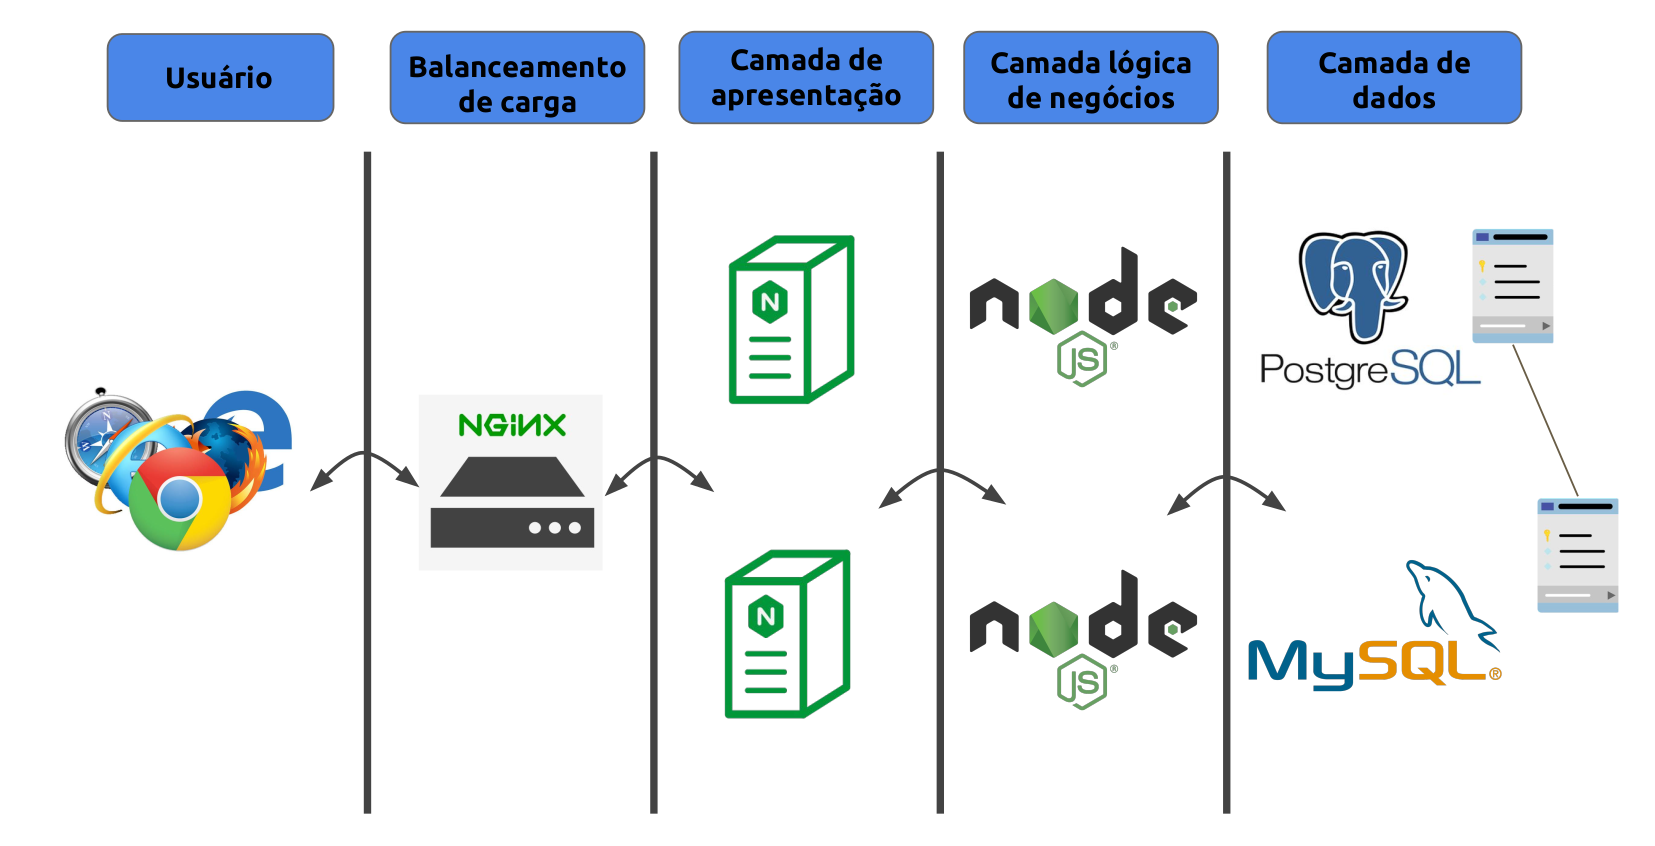 Usuário
Balanceamento
de carga
Camada de
apresentação
Camada lógica
de negócios
Camada de
dados
NGINX
N
N
node
JS®
node
JS®
PostgreSQL
MySQL®
e